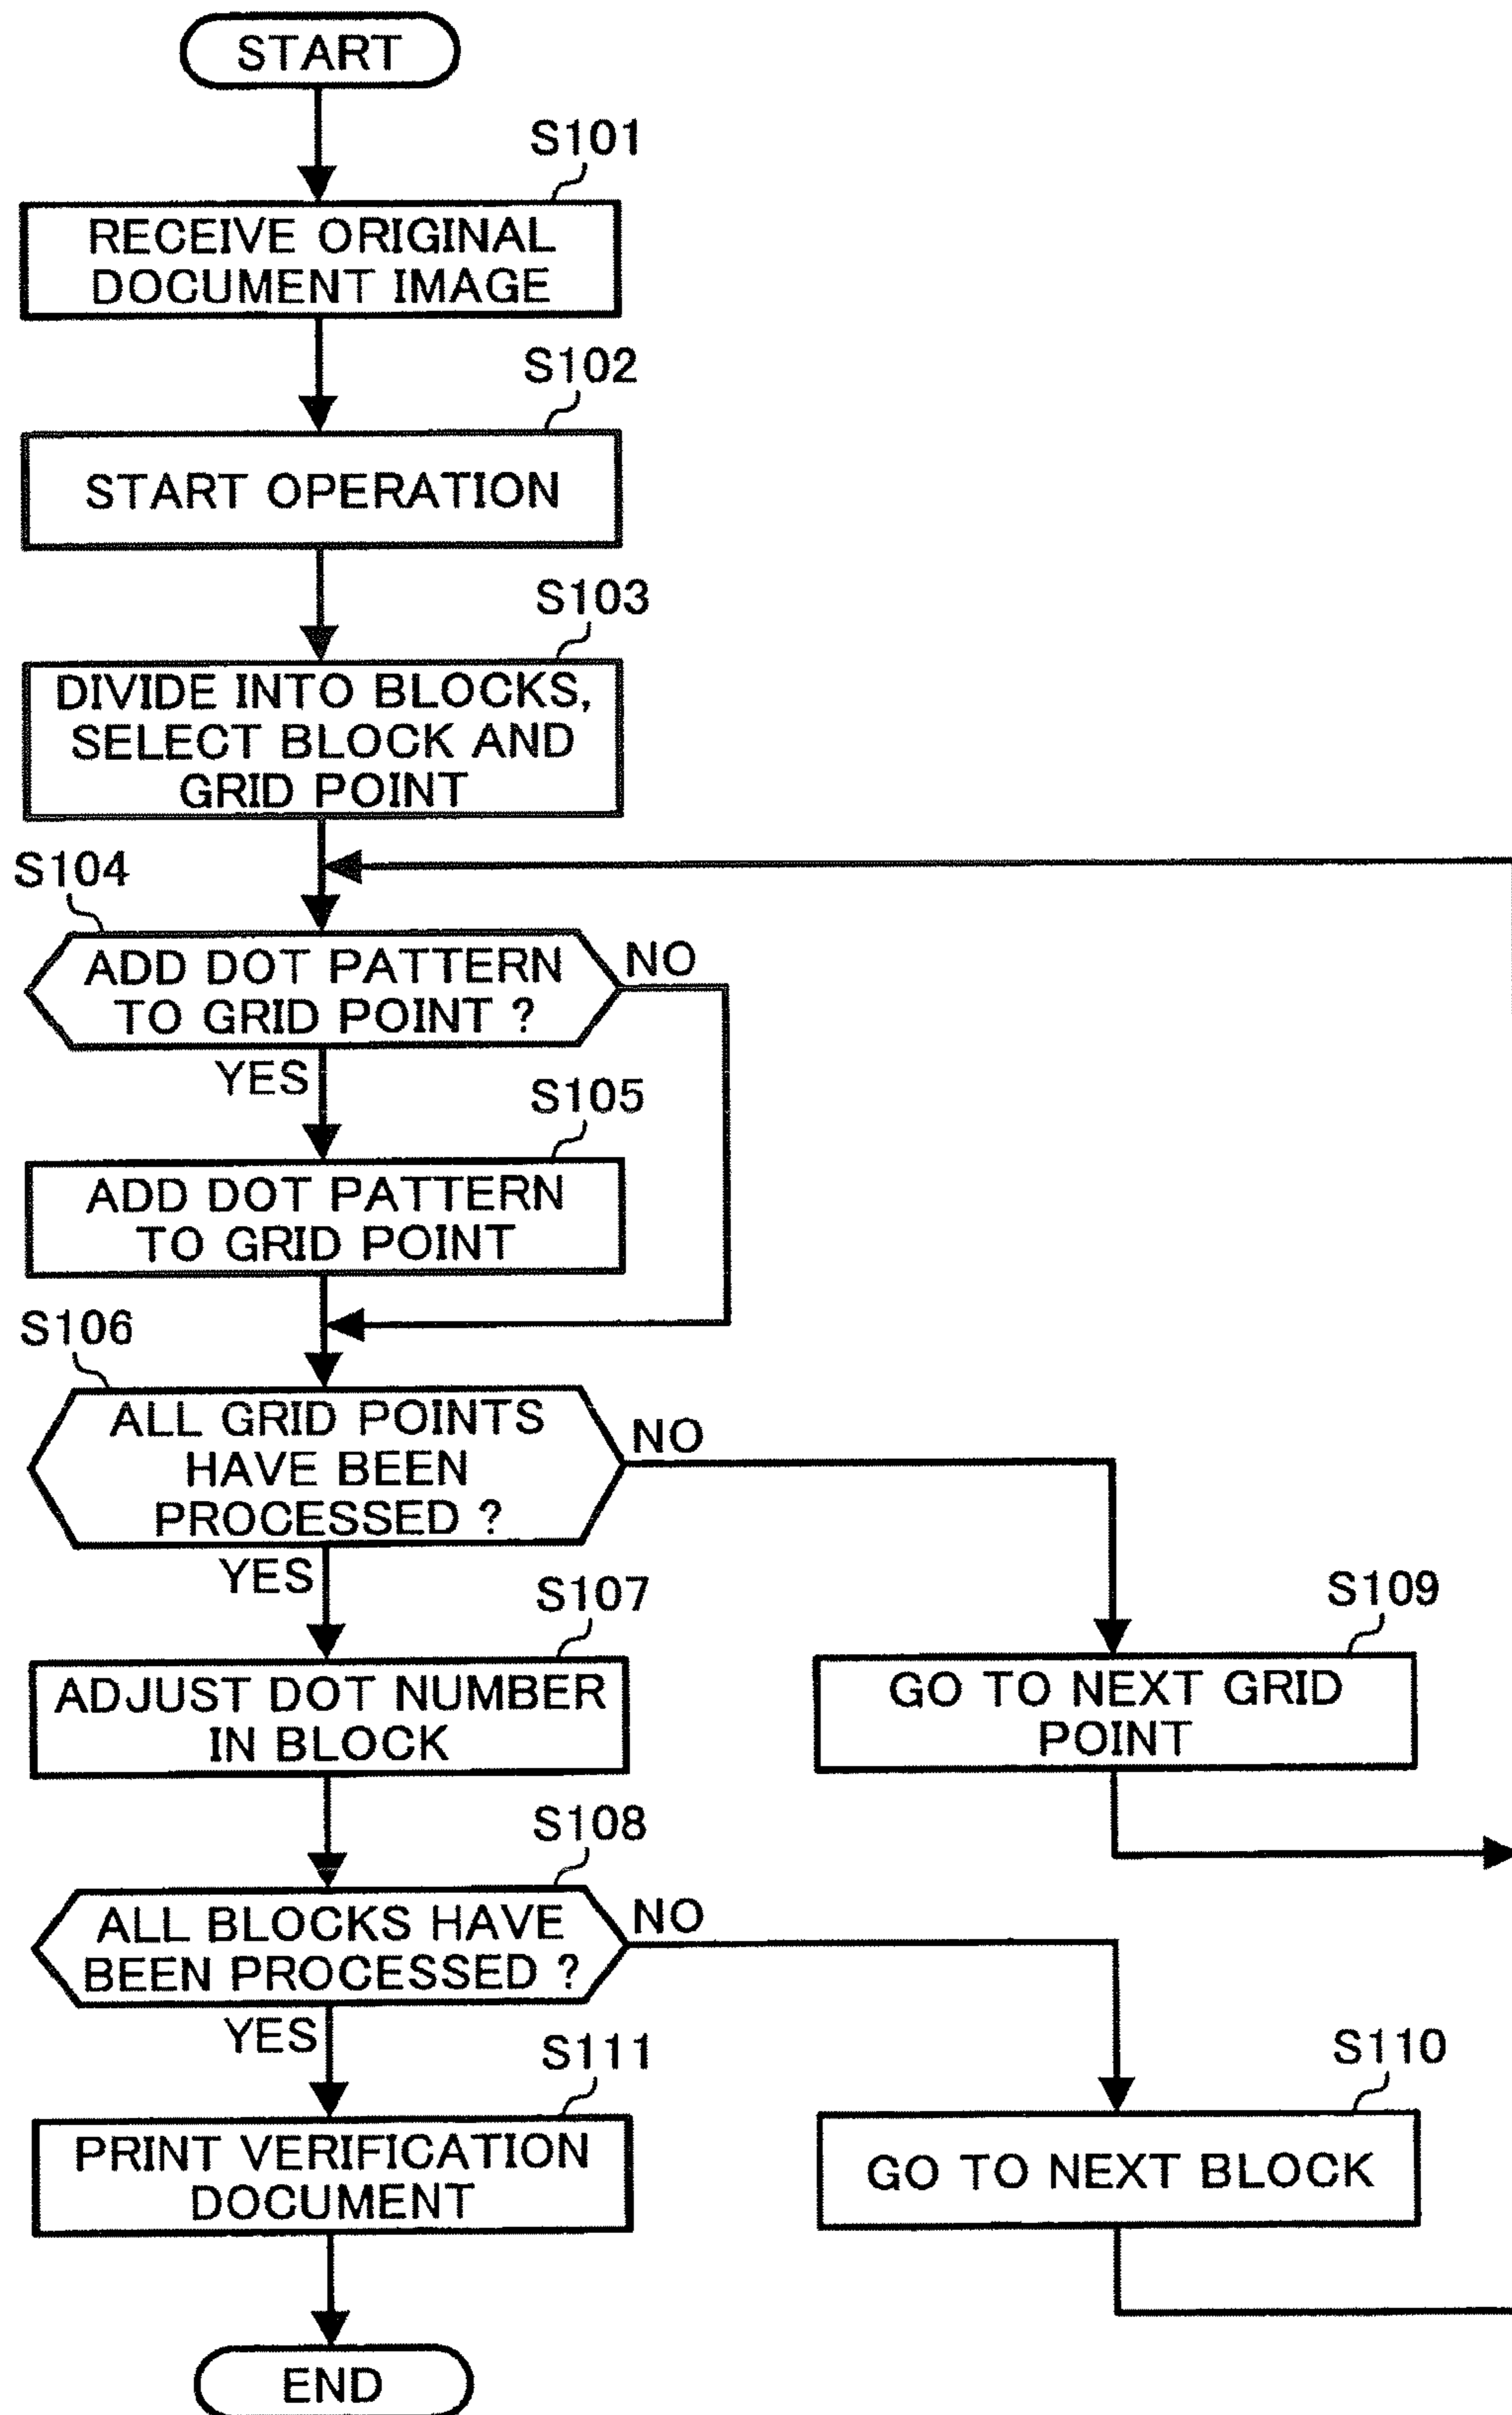 START
S101
RECEIVE ORIGINAL
DOCUMENT IMAGE
S102
START OPERATION
S103
DIVIDE INTO BLOCKS,
SELECT BLOCK AND
GRID POINT
S104
ADD DOT PATTERN
TO GRID POINT ?
NO
YES
S105
ADD DOT PATTERN
TO GRID POINT
S106
ALL GRID POINTS
HAVE BEEN
PROCESSED ?
NO
YES
S107
ADJUST DOT NUMBER
IN BLOCK
S109
GO TO NEXT GRID
POINT
S108
ALL BLOCKS HAVE
BEEN PROCESSED ?
NO
YES
S111
PRINT VERIFICATION
DOCUMENT
S110
GO TO NEXT BLOCK
END